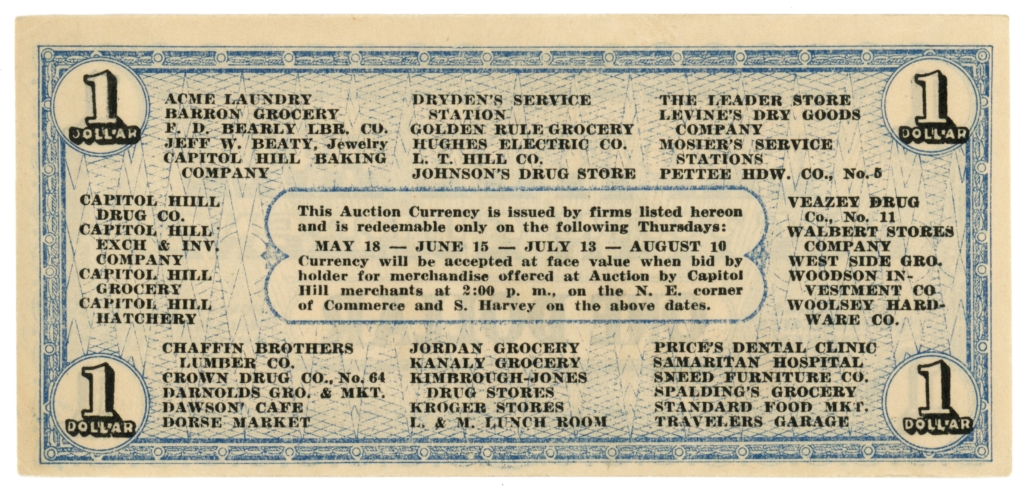 1
DOLLAR
1
DOLLAR
ACME LAUNDRY
BARRON GROCERY
F. D. BEARLY LBR. CO.
JEFF W. BEATY, Jewelry
CAPITOL HILL BAKING
COMPANY
DRYDEN'S SERVICE
STATION
GOLDEN RULE GROCERY
HUGHES ELECTRIC CO.
L. T. HILL CO.
JOHNSON'S DRUG STORE
THE LEADER STORE
LEVINE'S DRY GOODS
COMPANY
MOSIER'S SERVICE
STATIONS
PETTEE HDW. CO., No. 5
CAPITOL HIILL
DRUG CO.
CAPITOL HILL
EXCH & INV.
COMPANY
CAPITOL HILL
GROCERY
CAPITOL HILL
HATCHERY
This Auction Currency is issued by firms listed hereon
and is redeemable only on the following Thursdays:
MAY 18 — JUNE 15 — JULY 13 — AUGUST 10
Currency will be accepted at face value when bid by
holder for merchandise offered at Auction by Capitol
Hill merchants at 2:00 p. m., on the N. E. corner
of Commerce and S. Harvey on the above dates.
VEAZEY DRUG
Co., No. 11
WALBERT STORES
COMPANY
WEST SIDE GRO.
WOODSON IN-
VESTMENT CO
WOOLSEY HARD-
WARE CO.
CHAFFIN BROTHERS
LUMBER CO.
CROWN DRUG CO., No. 64
DARNOLDS GRO. & MKT.
DAWSON' CAFE
DORSE MARKET
JORDAN GROCERY
KANALY GROCERY
KIMBROUGH-JONES
DRUG STORES
KROGER STORES
L. & M. LUNCH ROOM
PRICE'S DENTAL CLINIC
SAMARITAN HOSPITAL
SNEED FURNITURE CO.
SPALDING'S GROCERY
STANDARD FOOD MKT.
TRAVELERS GARAGE
1
DOLLAR
1
DOLLAR